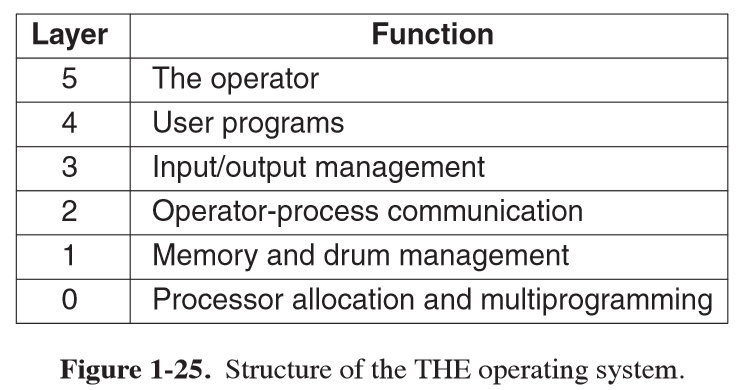 Layer Function
5 The operator
4 User programs
3 Input/output management
2 Operator-process communication
1 Memory and drum management
0 Processor allocation and multiprogramming
Figure 1-25. Structure of the THE operating system.